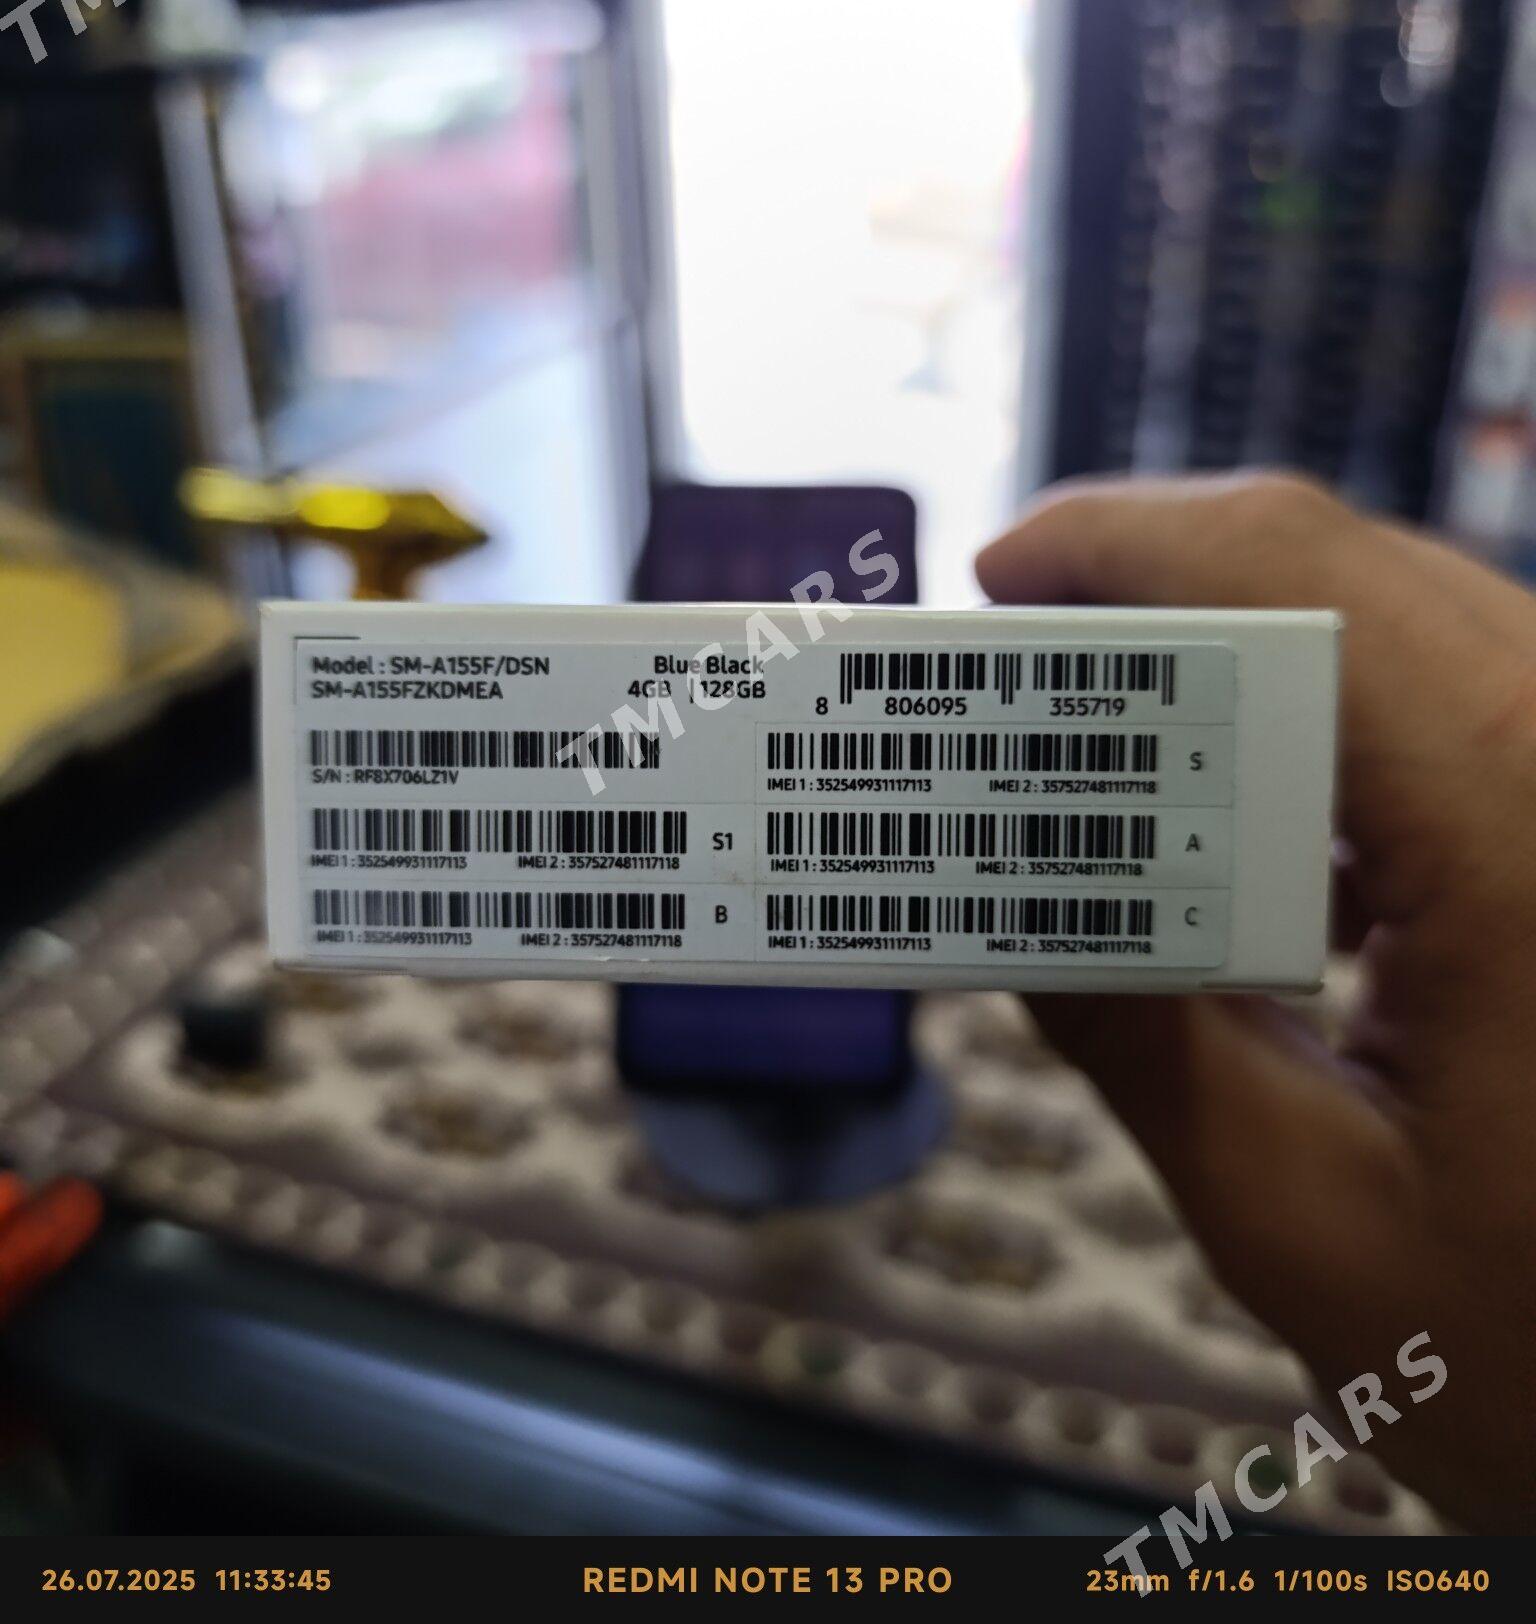 TM
Model : SM-A155F/DSN
SM-A155FZKDMEA
Blue Black
4GB | 128GB
8 806095 355719
S/N : RF8X706LZ1V
IMEI 1 : 352549931117113 IMEI 2 : 357527481117118
S
IMEI 1 : 352549931117113 IMEI 2 : 357527481117118
S1
IMEI 1 : 352549931117113 IMEI 2 : 357527481117118
A
IMEI 1 : 352549931117113 IMEI 2 : 357527481117118
B
IMEI 1 : 352549931117113 IMEI 2 : 357527481117118
C
TMCARS
TMCARS
26.07.2025 11:33:45 REDMI NOTE 13 PRO 23mm f/1.6 1/100s ISO640